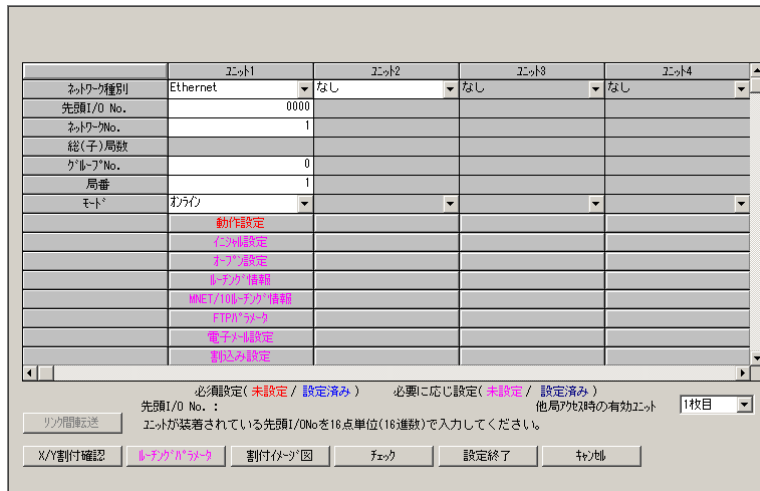 ﾕﾆｯﾄ1 ﾕﾆｯﾄ2 ﾕﾆｯﾄ3 ﾕﾆｯﾄ4
ﾈｯﾄﾜｰｸ種別 Ethernet なし なし なし
先頭I/O No. 0000
ﾈｯﾄﾜｰｸNo. 1
総(子)局数
ｸﾞﾙｰﾌﾟNo. 0
局番 1
ﾓｰﾄﾞ ｵﾝﾗｲﾝ
動作設定
ｲﾆｼｬﾙ設定
ｵｰﾌﾟﾝ設定
ﾙｰﾁﾝｸﾞ情報
MNET/10ﾙｰﾁﾝｸﾞ情報
FTPﾊﾟﾗﾒｰﾀ
電子ﾒｰﾙ設定
割込み設定
必須設定( 未設定 / 設定済み ) 必要に応じ設定( 未設定 / 設定済み )
先頭I/O No. : 他局ｱｸｾｽ時の有効ﾕﾆｯﾄ 1枚目
ﾘﾝｸ間転送 ﾕﾆｯﾄが装着されている先頭I/ONoを16点単位(16進数)で入力してください。
X/Y割付確認 ﾙｰﾁﾝｸﾞﾊﾟﾗﾒｰﾀ 割付ｲﾒｰｼﾞ図 ﾁｪｯｸ 設定終了 ｷｬﾝｾﾙ